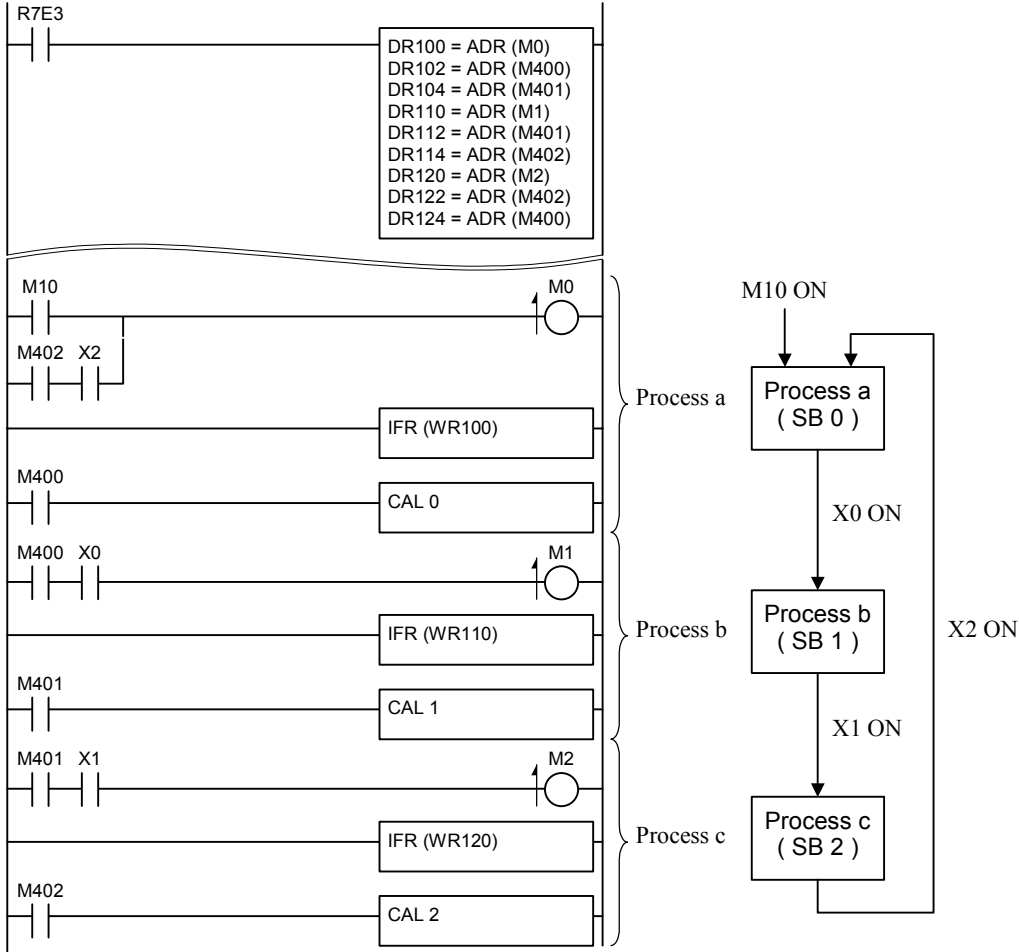 R7E3
DR100 = ADR (M0)
DR102 = ADR (M400)
DR104 = ADR (M401)
DR110 = ADR (M1)
DR112 = ADR (M401)
DR114 = ADR (M402)
DR120 = ADR (M2)
DR122 = ADR (M402)
DR124 = ADR (M400)
M10 M0
M402 X2
IFR (WR100)
M400
CAL 0
Process a
M400 X0 M1
IFR (WR110)
M401
CAL 1
Process b
M401 X1 M2
IFR (WR120)
M402
CAL 2
Process c
M10 ON
Process a
( SB 0 )
X0 ON
Process b
( SB 1 )
X2 ON
X1 ON
Process c
( SB 2 )